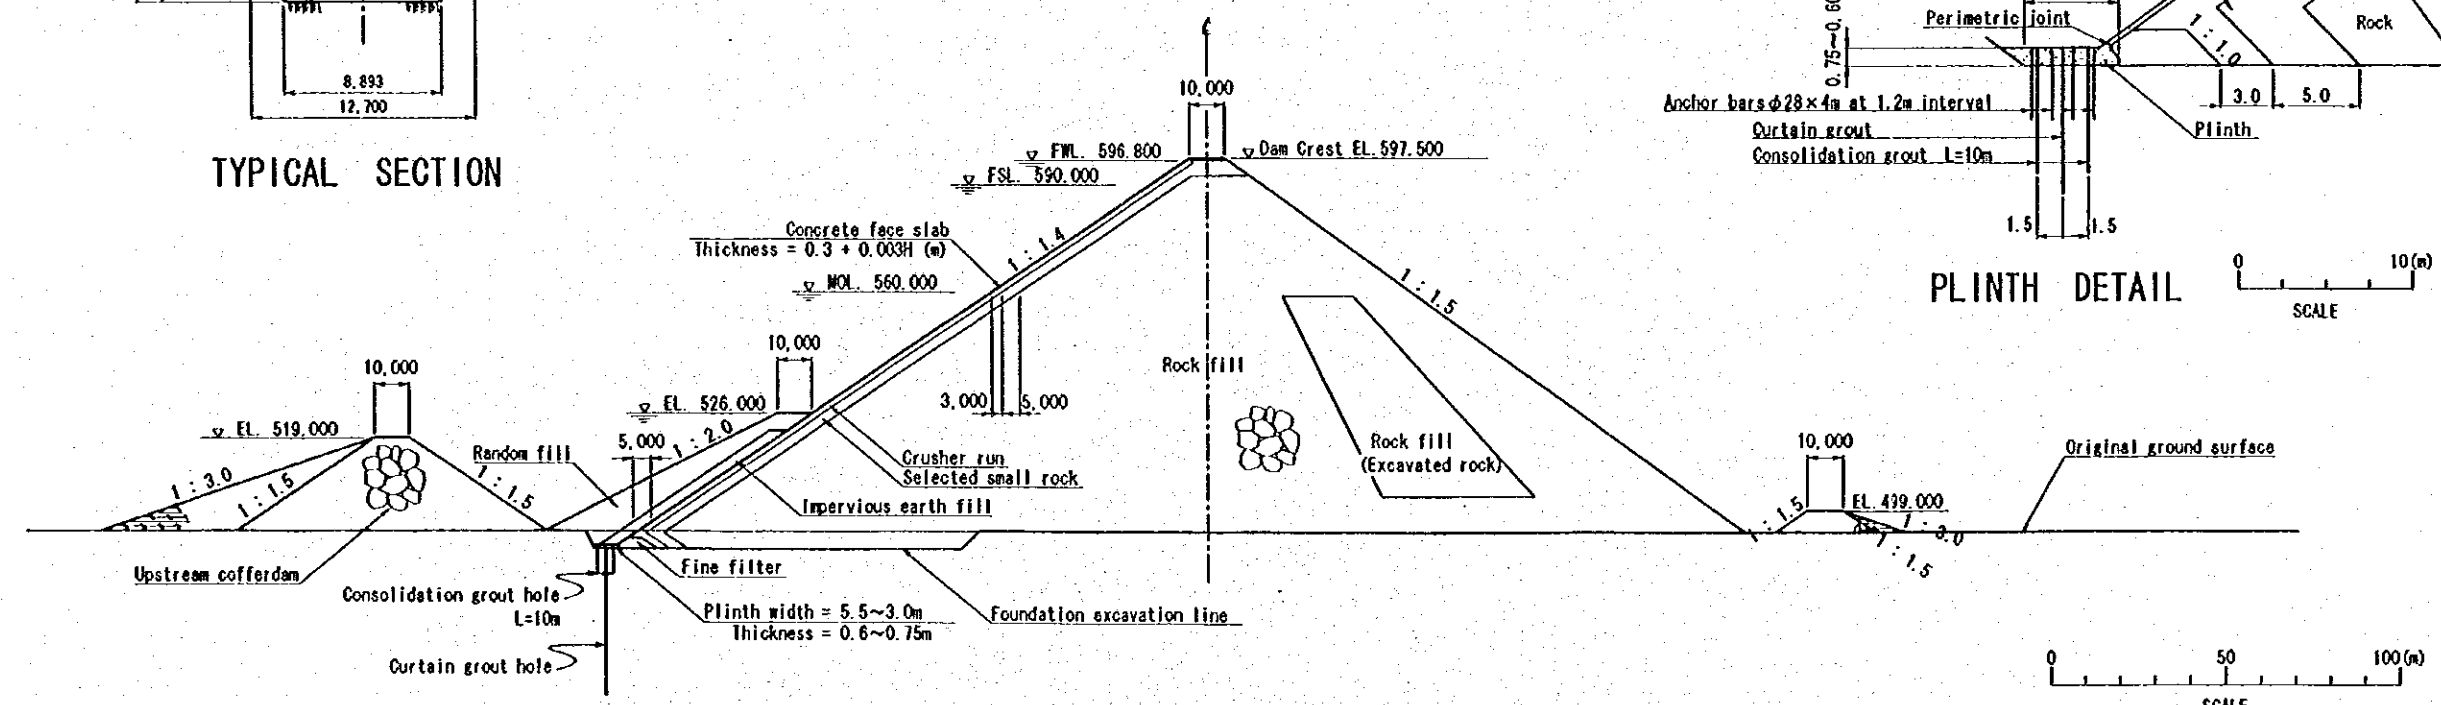 8,893
12,700
TYPICAL SECTION
10,000
FWL. 596.800
Dam Crest EL.597.500
FSL. 590.000
Concrete face slab
Thickness = 0.3 + 0.003H (m)
1 : 1.4
MOL. 560.000
1 : 1.5
10,000
10,000
Rock fill
3,000
5,000
EL. 526.000
EL. 519.000
1 : 2.0
5,000
Random fill
Crusher run
Selected small rock
Rock fill
(Excavated rock)
10,000
Original ground surface
1 : 3.0
1 : 1.5
1 : 1.5
Impervious earth fill
EL. 499.000
1 : 1.5
1 : 3.0
1 : 1.5
Upstream cofferdam
Fine filter
Consolidation grout hole
L=10m
Plinth width = 5.5~3.0m
Thickness = 0.6~0.75m
Foundation excavation line
Curtain grout hole
Perimetric joint
1 : 1.0
Rock
0.75~0.60
Anchor bars φ28×4m at 1.2m interval
3.0
5.0
Curtain grout
Plinth
Consolidation grout L=10m
1.5
1.5
PLINTH DETAIL
0
10(m)
SCALE
0
50
100(m)
SCALE